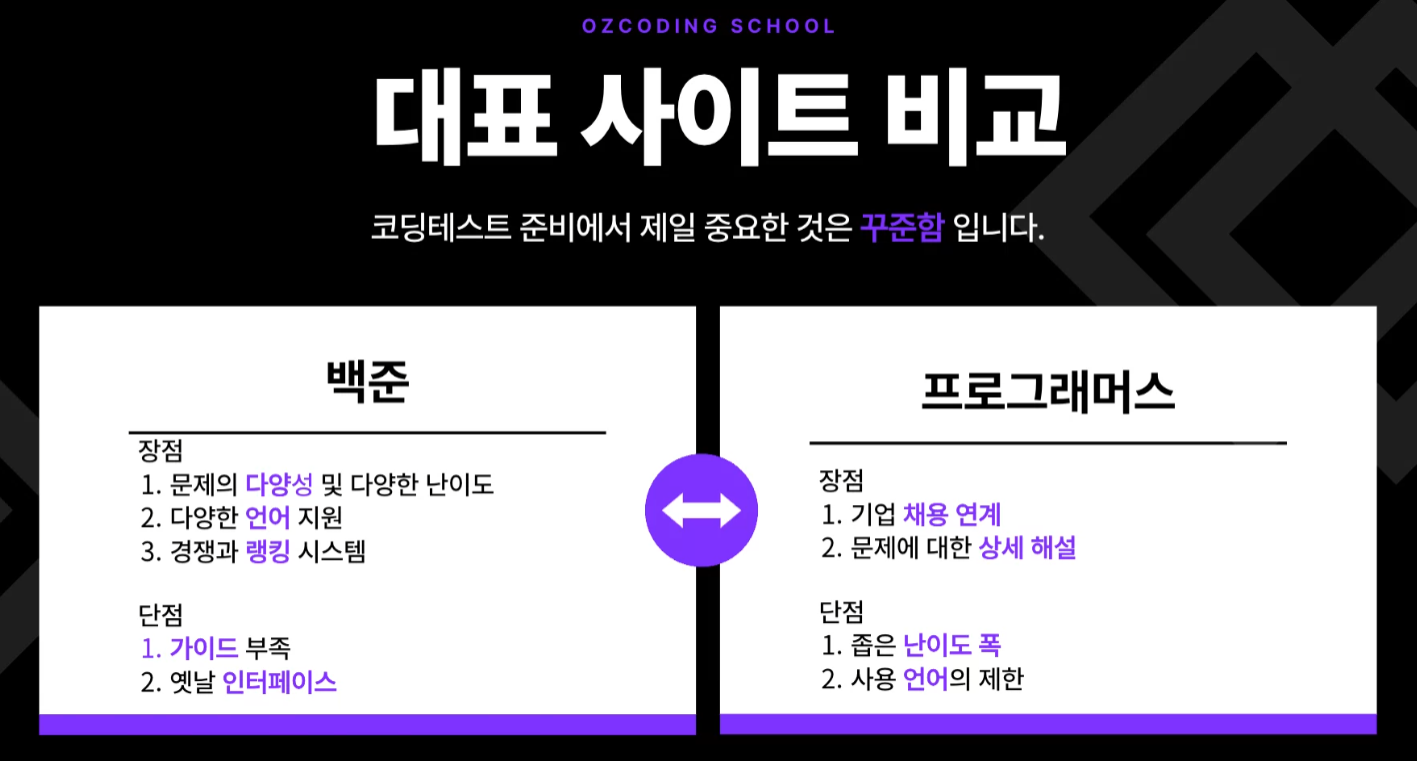 OZCODING SCHOOL
대표 사이트 비교
코딩테스트 준비에서 제일 중요한 것은 꾸준함 입니다.
백준
장점
1. 문제의 다양성 및 다양한 난이도
2. 다양한 언어 지원
3. 경쟁과 랭킹 시스템
단점
1. 가이드 부족
2. 옛날 인터페이스
프로그래머스
장점
1. 기업 채용 연계
2. 문제에 대한 상세 해설
단점
1. 좁은 난이도 폭
2. 사용 언어의 제한